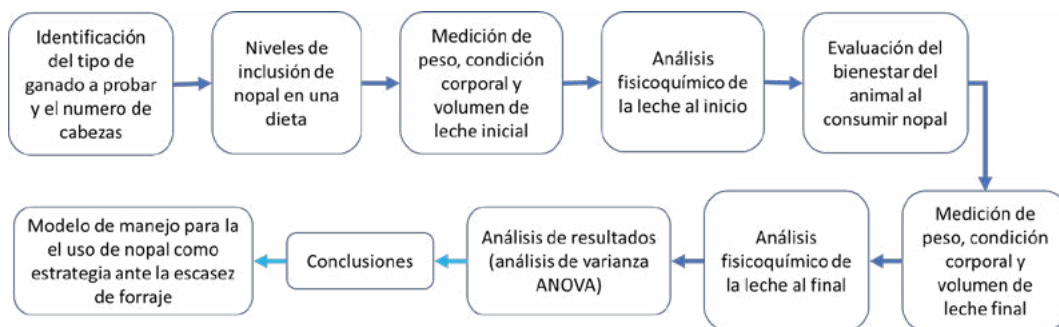 Identificación
del tipo de
ganado a probar
y el numero de
cabezas
Niveles de
inclusión de
nopal en una
dieta
Medición de
peso, condición
corporal y
volumen de
leche inicial
Análisis
fisicoquímico de
la leche al inicio
Evaluación del
bienestar del
animal al
consumir nopal
Medición de
peso, condición
corporal y
volumen de
leche final
Análisis
fisicoquímico de
la leche al final
Análisis de resultados
(análisis de varianza
ANOVA)
Conclusiones
Modelo de manejo para la
el uso de nopal como
estrategia ante la escasez
de forraje